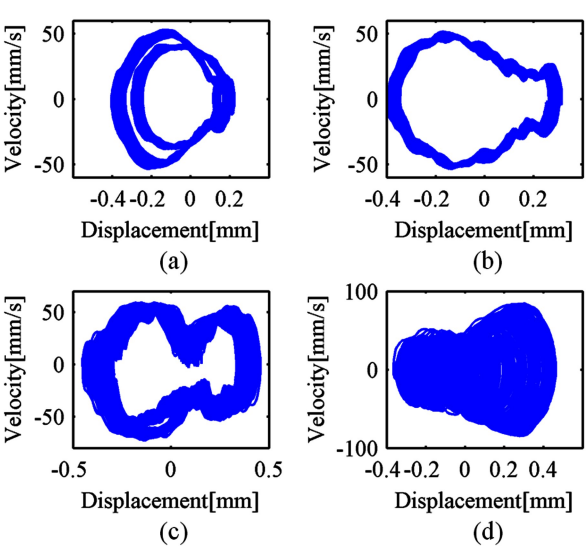 50
0
-50
Velocity[mm/s]
-0.4 -0.2 0 0.2
Displacement[mm]
(a)
50
0
-50
Velocity[mm/s]
-0.4 -0.2 0 0.2
Displacement[mm]
(b)
50
0
-50
Velocity[mm/s]
-0.5 0 0.5
Displacement[mm]
(c)
100
0
-100
Velocity[mm/s]
-0.4 -0.2 0 0.2 0.4
Displacement[mm]
(d)